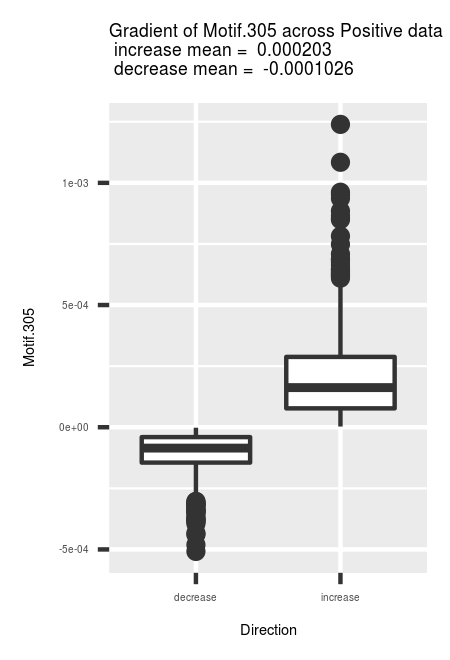 Gradient of Motif.305 across Positive data
increase mean =  0.000203
decrease mean =  -0.0001026
1e-03
5e-04
0e+00
-5e-04
Motif.305
decrease
increase
Direction